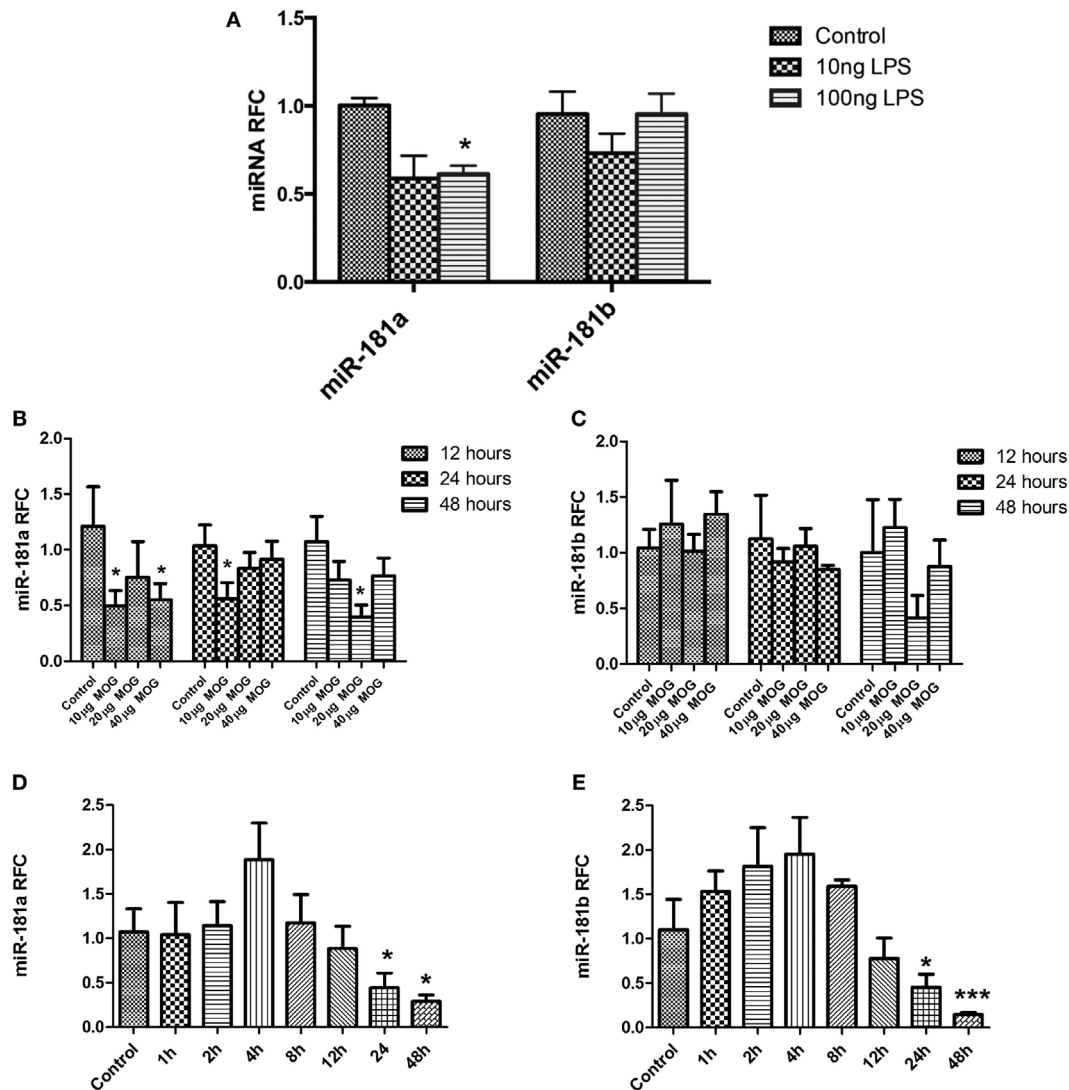 A
miRNA RFC
1.5
1.0
0.5
0.0
*
miR-181a
miR-181b
Control
10ng LPS
100ng LPS
B
miR-181a RFC
2.0
1.5
1.0
0.5
0.0
* * * *
Control 10µg MOG 20µg MOG 40µg MOG Control 10µg MOG 20µg MOG 40µg MOG Control 10µg MOG 20µg MOG 40µg MOG
12 hours
24 hours
48 hours
C
miR-181b RFC
2.0
1.5
1.0
0.5
0.0
Control 10µg MOG 20µg MOG 40µg MOG Control 10µg MOG 20µg MOG 40µg MOG Control 10µg MOG 20µg MOG 40µg MOG
12 hours
24 hours
48 hours
D
miR-181a RFC
2.5
2.0
1.5
1.0
0.5
0.0
* *
Control 1h 2h 4h 8h 12h 24 48h
E
miR-181b RFC
2.5
2.0
1.5
1.0
0.5
0.0
* ***
Control 1h 2h 4h 8h 12h 24h 48h